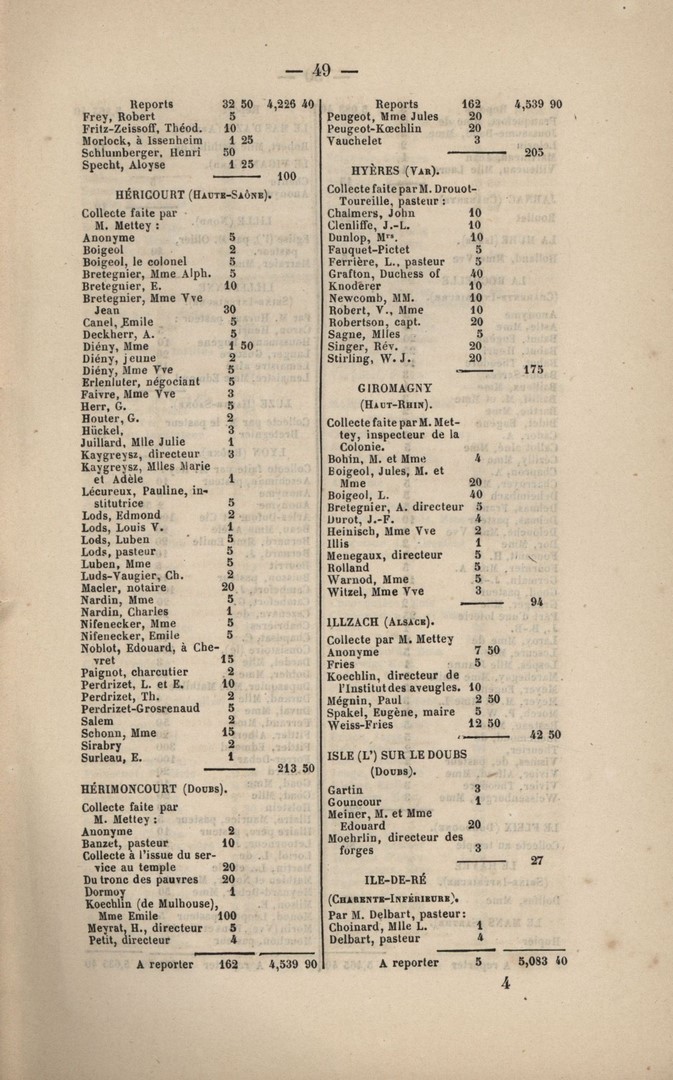 — 49 —
Reports 32 50 4,226 40
Frey, Robert 5
Fritz-Zeissoff, Théod. 10
Morlock, à Issenheim 1 25
Schlumberger, Henri 50
Specht, Aloyse 1 25
100
HÉRICOURT (HAUTE-SAÔNE).
Collecte faite par
M. Mettey :
Anonyme 5
Boigeol 2
Boigeol, le colonel 5
Bretegnier, Mme Alph. 5
Bretegnier, E. 10
Bretegnier, Mme Vve
Jean 30
Canel, Emile 5
Deckherr, A. 5
Diény, Mme 1 50
Diény, jeune 2
Diény, Mme Vve 5
Erlenluter, négociant 5
Faivre, Mme Vve 3
Herr, G. 5
Houter, G. 2
Hückel, 3
Juillard, Mlle Julie 1
Kaygreysz, directeur 3
Kaygreysz, Mlles Marie
et Adèle 1
Lécureux, Pauline, in-
stitutrice 5
Lods, Edmond 2
Lods, Louis V. 1
Lods, Luben 5
Lods, pasteur 5
Luben, Mme 5
Luds-Vaugier, Ch. 2
Macler, notaire 20
Nardin, Mme 5
Nardin, Charles 1
Nifenecker, Mme 5
Nifenecker, Emile 5
Noblot, Edouard, à Che-
vret 15
Paignot, charcutier 2
Perdrizet, L. et E. 10
Perdrizet, Th. 2
Perdrizet-Grosrenaud 5
Salem 2
Schonn, Mme 15
Sirabry 2
Surleau, E. 1
213 50
HÉRIMONCOURT (DOUBS).
Collecte faite par
M. Mettey :
Anonyme 2
Banzet, pasteur 10
Collecte à l'issue du ser-
vice au temple 20
Du tronc des pauvres 20
Dormoy 1
Koechlin (de Mulhouse),
Mme Emile 100
Meyrat, H., directeur 5
Petit, directeur 4
A reporter 162 4,539 90
Reports 162 4,539 90
Peugeot, Mme Jules 20
Peugeot-Kœchlin 20
Vauchelet 3
205
HYÈRES (VAR).
Collecte faite par M. Drouot-
Toureille, pasteur :
Chalmers, John 10
Clenliffe, J.-L. 10
Dunlop, Mrs. 10
Fauquet-Pictet 5
Ferrière, L., pasteur 5
Grafton, Duchess of 40
Knoderer 10
Newcomb, MM. 10
Robert, V., Mme 10
Robertson, capt. 20
Sagne, Mlles 5
Singer, Rév. 20
Stirling, W. J. 20
175
GIROMAGNY
(HAUT-RHIN).
Collecte faite par M. Met-
tey, inspecteur de la
Colonie.
Bohin, M. et Mme 4
Boigeol, Jules, M. et
Mme 20
Boigeol, L. 40
Bretegnier, A. directeur 5
Durot, J.-F. 4
Heinisch, Mme Vve 2
Illis 1
Menegaux, directeur 5
Rolland 5
Warnod, Mme 5
Witzel, Mme Vve 3
94
ILLZACH (ALSACE).
Collecte par M. Mettey
Anonyme 7 50
Fries 5
Koechlin, directeur de
l'Institut des aveugles. 10
Mégnin, Paul 2 50
Spakel, Eugène, maire 5
Weiss-Fries 12 50
42 50
ISLE (L') SUR LE DOUBS
(DOUBS).
Gartin 3
Gouncour 1
Meiner, M. et Mme
Edouard 20
Moehrlin, directeur des
forges 3
27
ILE-DE-RÉ
(CHARENTE-INFÉRIEURE).
Par M. Delbart, pasteur:
Choinard, Mlle L. 1
Delbart, pasteur 4
A reporter 5 5,083 40
4